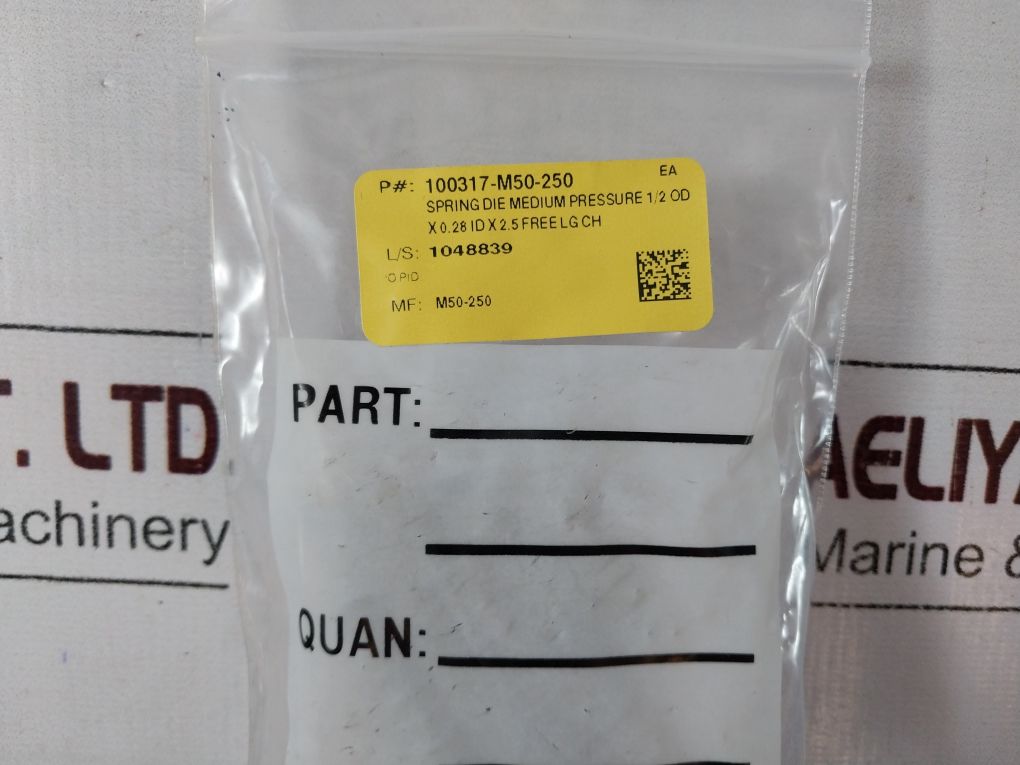 P#: 100317-M50-250 EA
SPRING DIE MEDIUM PRESSURE 1/2 OD
X 0.28 ID X 2.5 FREE LG CH
L/S: 1048839
MF: M50-250
PART:
QUAN:
T. LTD
achinery
AELIYA
Marine &